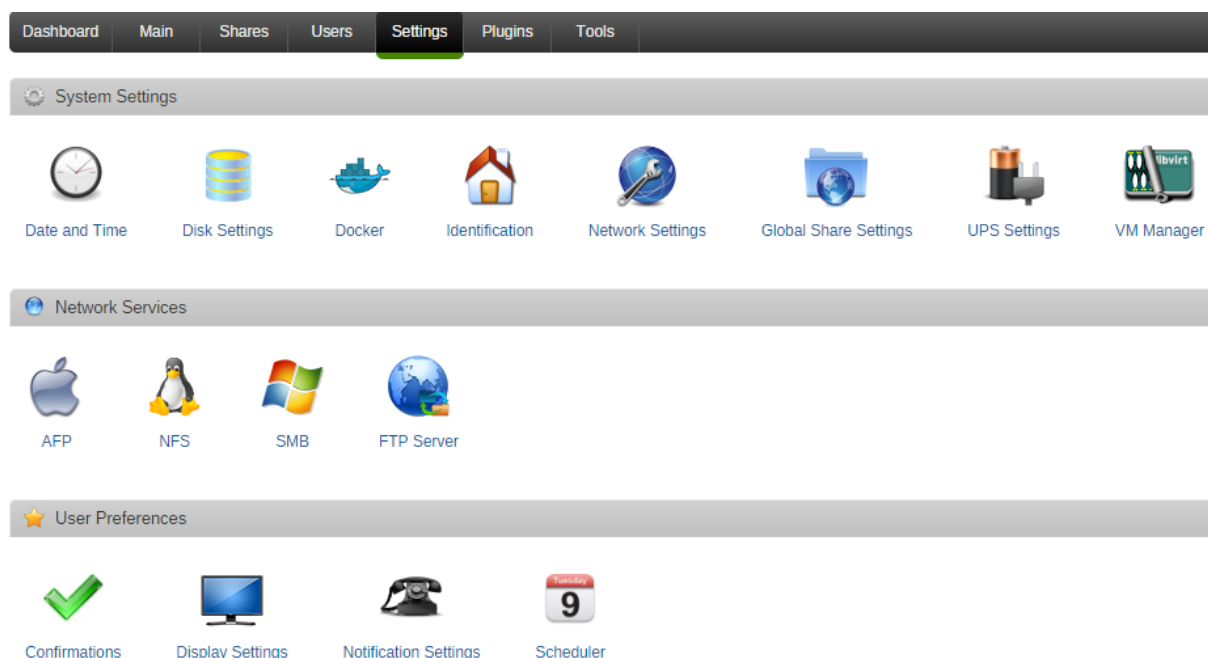 Dashboard Main Shares Users Settings Plugins Tools
System Settings
libvirt
Date and Time Disk Settings Docker Identification Network Settings Global Share Settings UPS Settings VM Manager
Network Services
AFP NFS SMB FTP Server
User Preferences
Tuesday
9
Confirmations Display Settings Notification Settings Scheduler